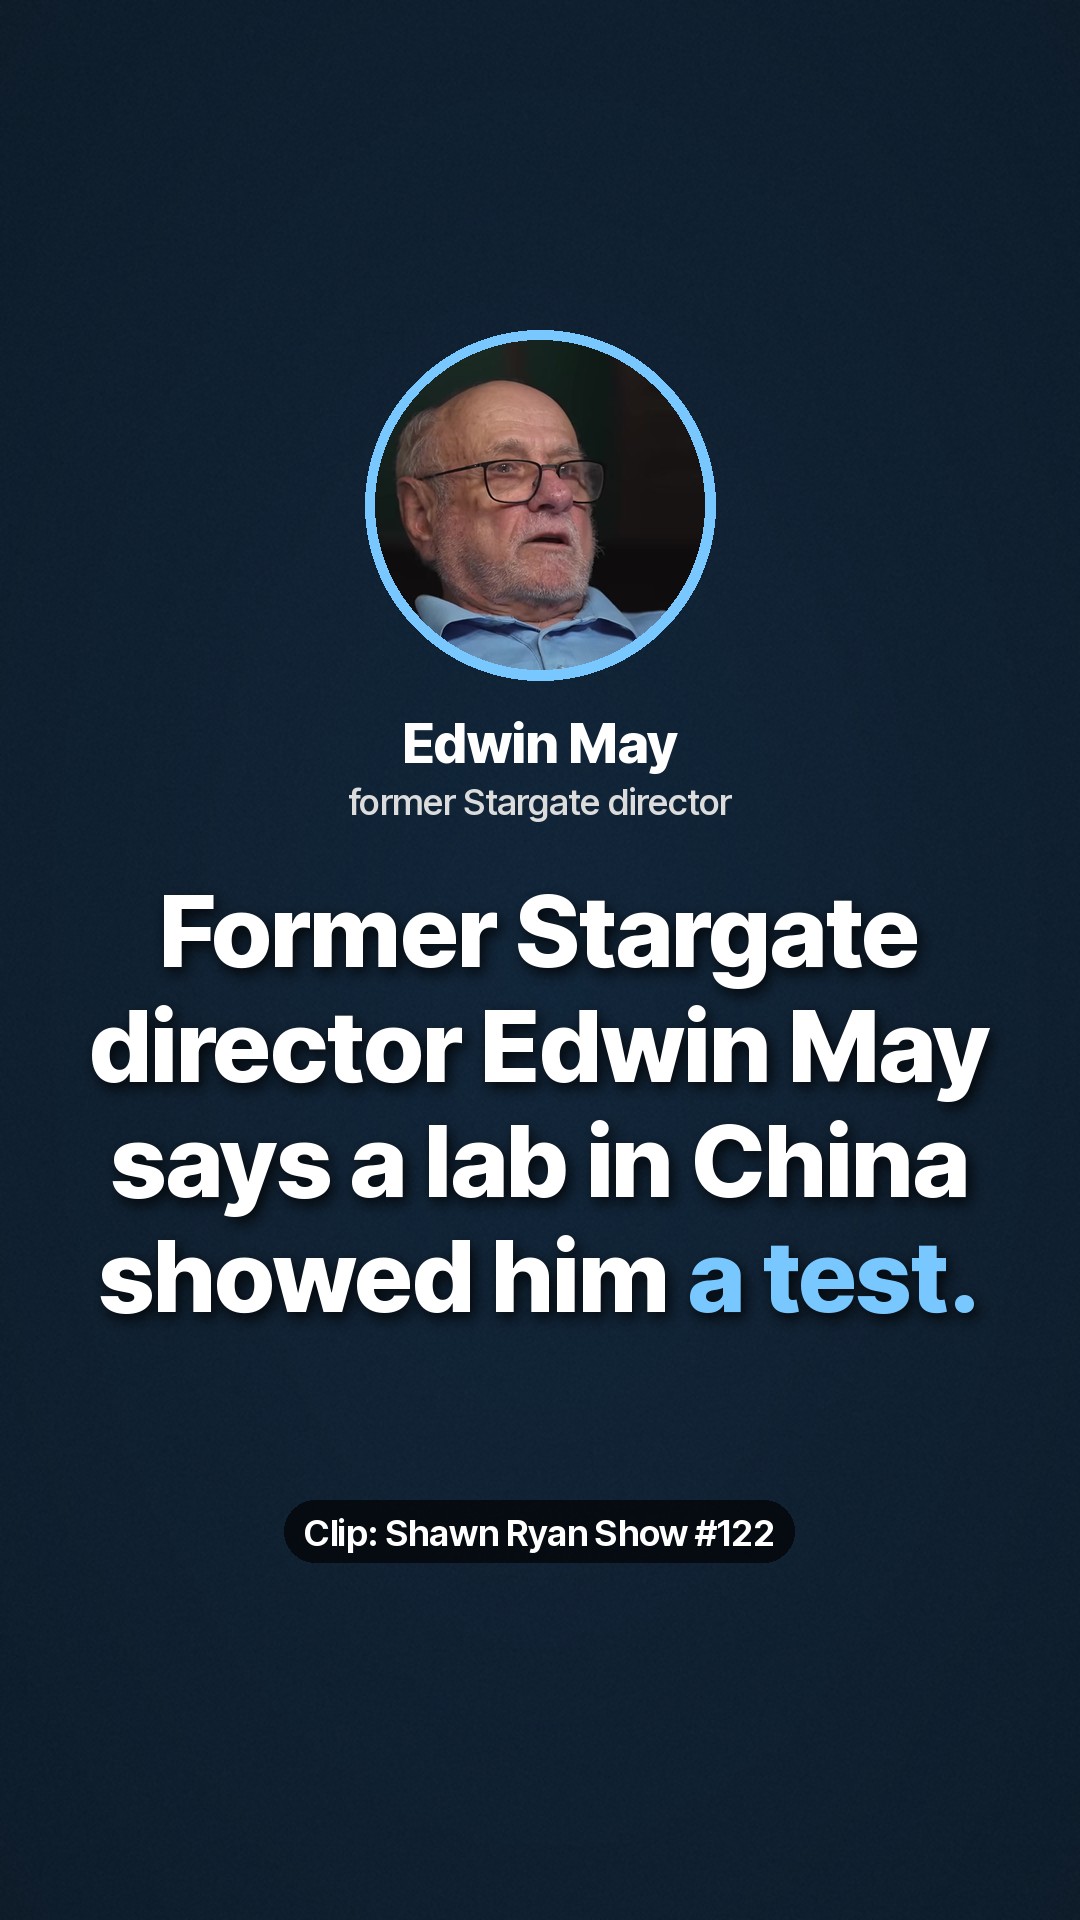 Edwin May
former Stargate director
Former Stargate
director Edwin May
says a lab in China
showed him a test.
Clip: Shawn Ryan Show #122